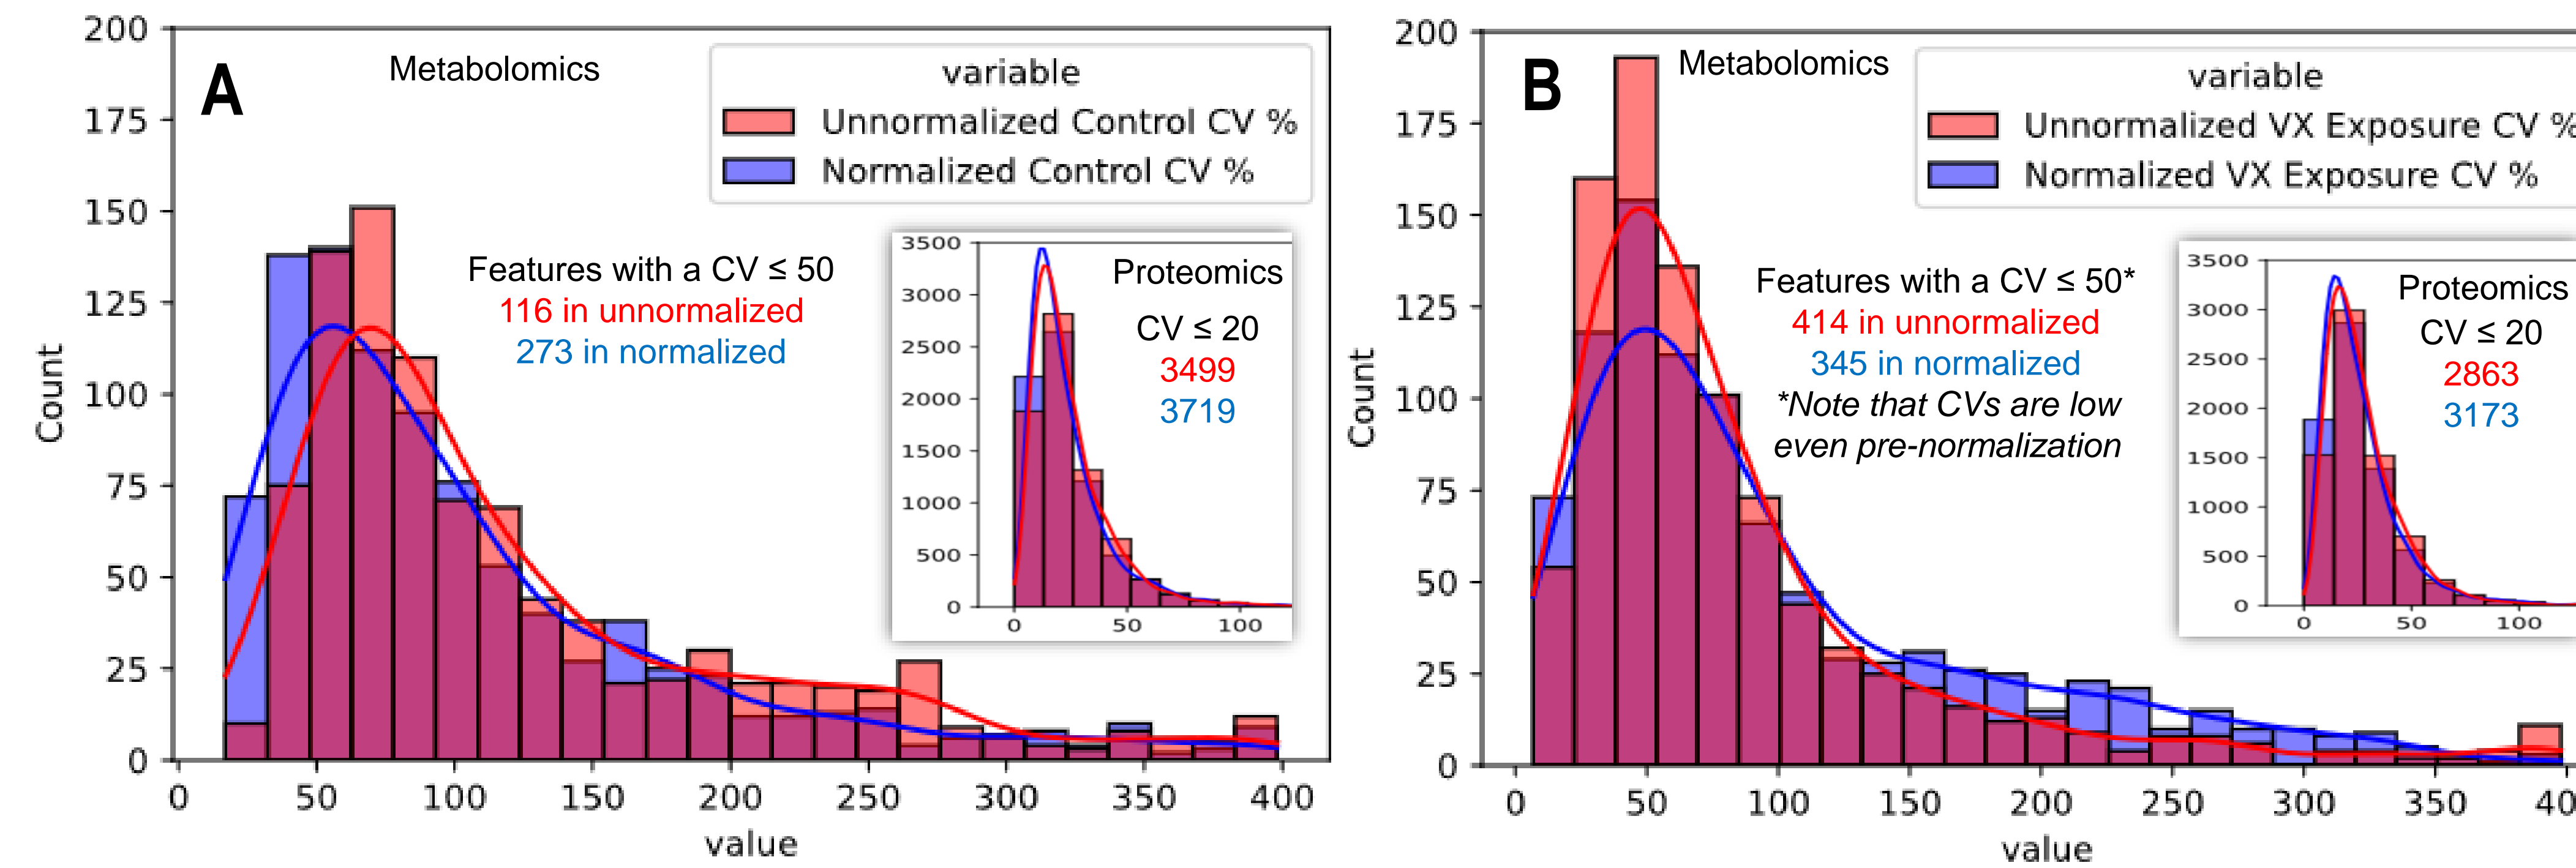 A
Metabolomics
variable
Unnormalized Control CV %
Normalized Control CV %
Features with a CV ≤ 50
116 in unnormalized
273 in normalized
Proteomics
CV ≤ 20
3499
3719
3500
3000
2500
2000
1500
1000
500
0
0 50 100
200
175
150
125
100
75
50
25
0
Count
0 50 100 150 200 250 300 350 400
value
B
Metabolomics
variable
Unnormalized VX Exposure CV %
Normalized VX Exposure CV %
Features with a CV ≤ 50*
414 in unnormalized
345 in normalized
*Note that CVs are low
even pre-normalization
Proteomics
CV ≤ 20
2863
3173
3500
3000
2500
2000
1500
1000
500
0
0 50 100
200
175
150
125
100
75
50
25
0
Count
0 50 100 150 200 250 300 350 40
value